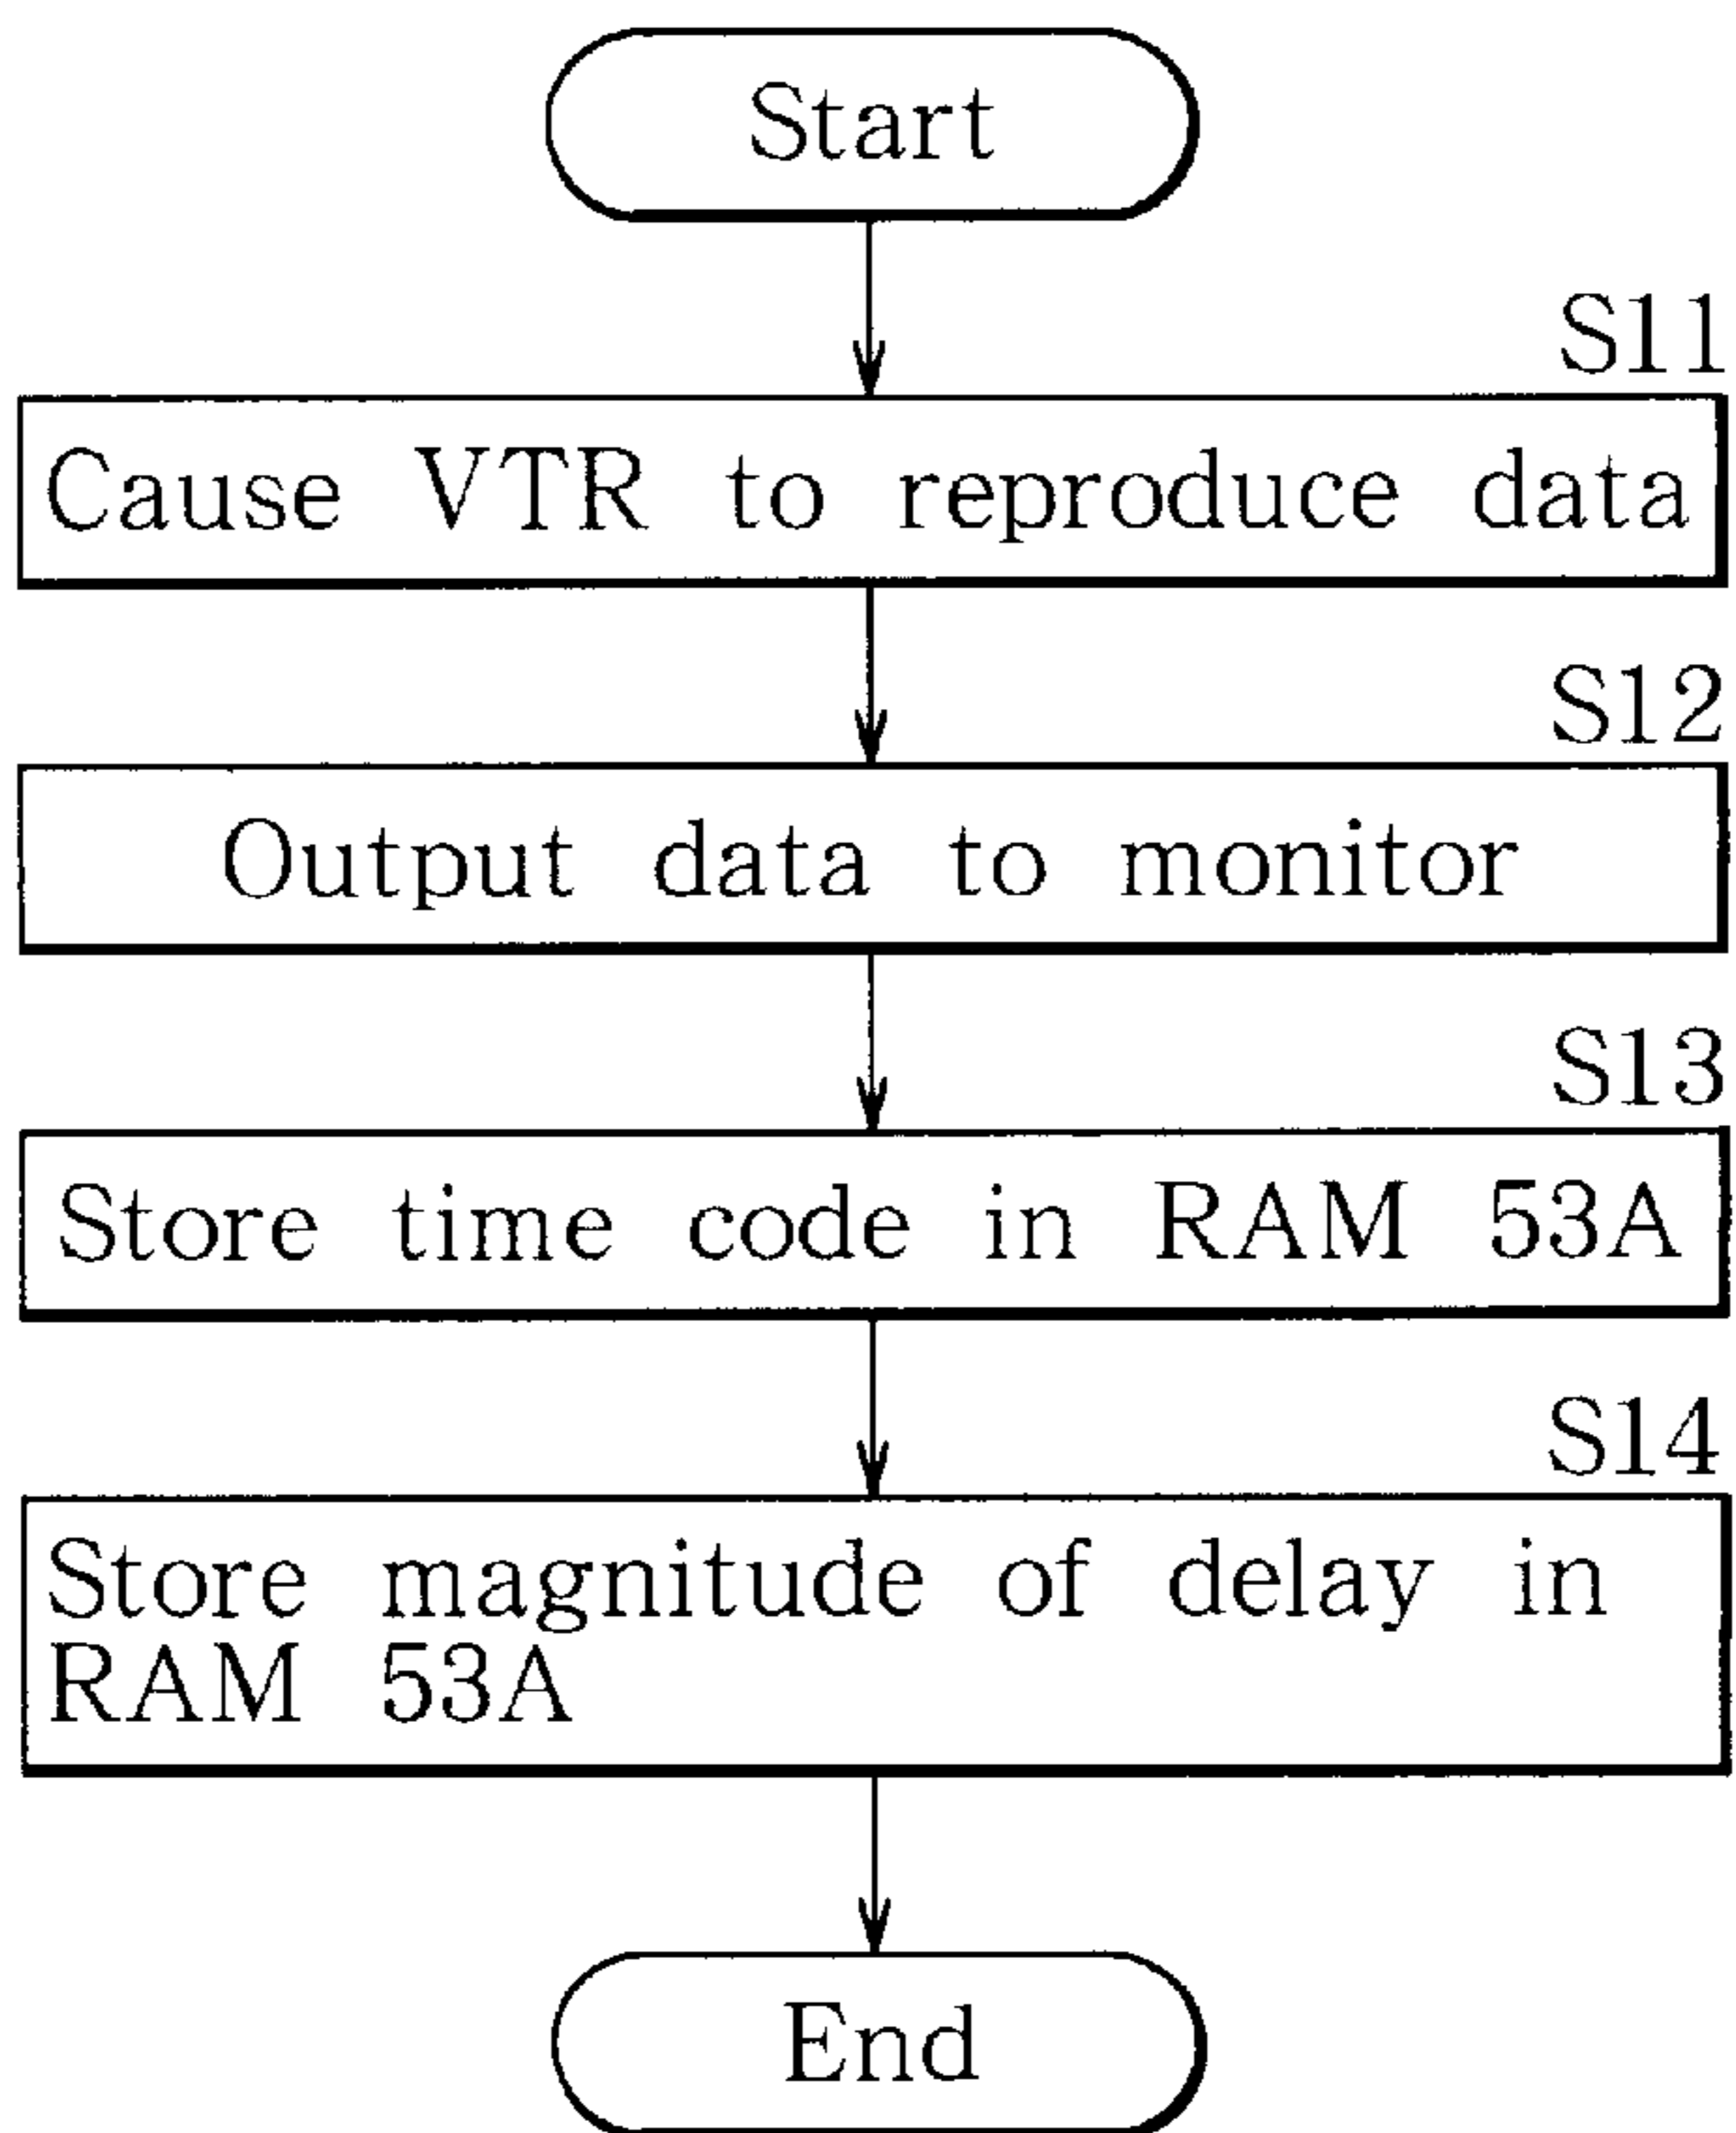 Start
S11
Cause VTR to reproduce data
S12
Output data to monitor
S13
Store time code in RAM 53A
S14
Store magnitude of delay in
RAM 53A
End